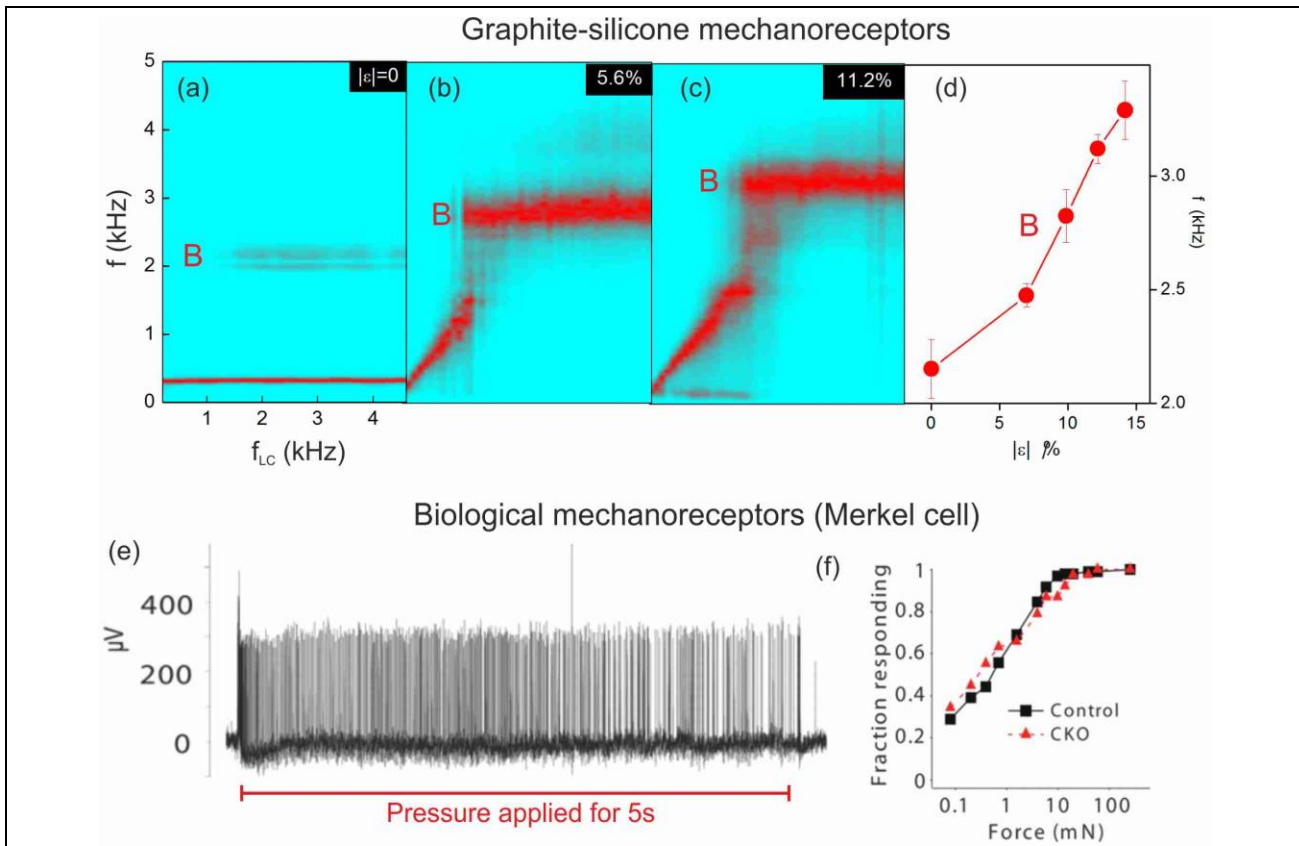 Graphite-silicone mechanoreceptors
(a)
|ε|=0
(b)
5.6%
(c)
11.2%
(d)
5
4
3
2
1
0
f (kHz)
B
B
B
B
1 2 3 4
f_LC (kHz)
3.0
2.5
2.0
f (kHz)
0 5 10 15
|ε| /%
Biological mechanoreceptors (Merkel cell)
(e)
400
200
0
µV
Pressure applied for 5s
(f)
1
0.8
0.6
0.4
0.2
0
Fraction responding
Control
CKO
0.1 1 10 100
Force (mN)